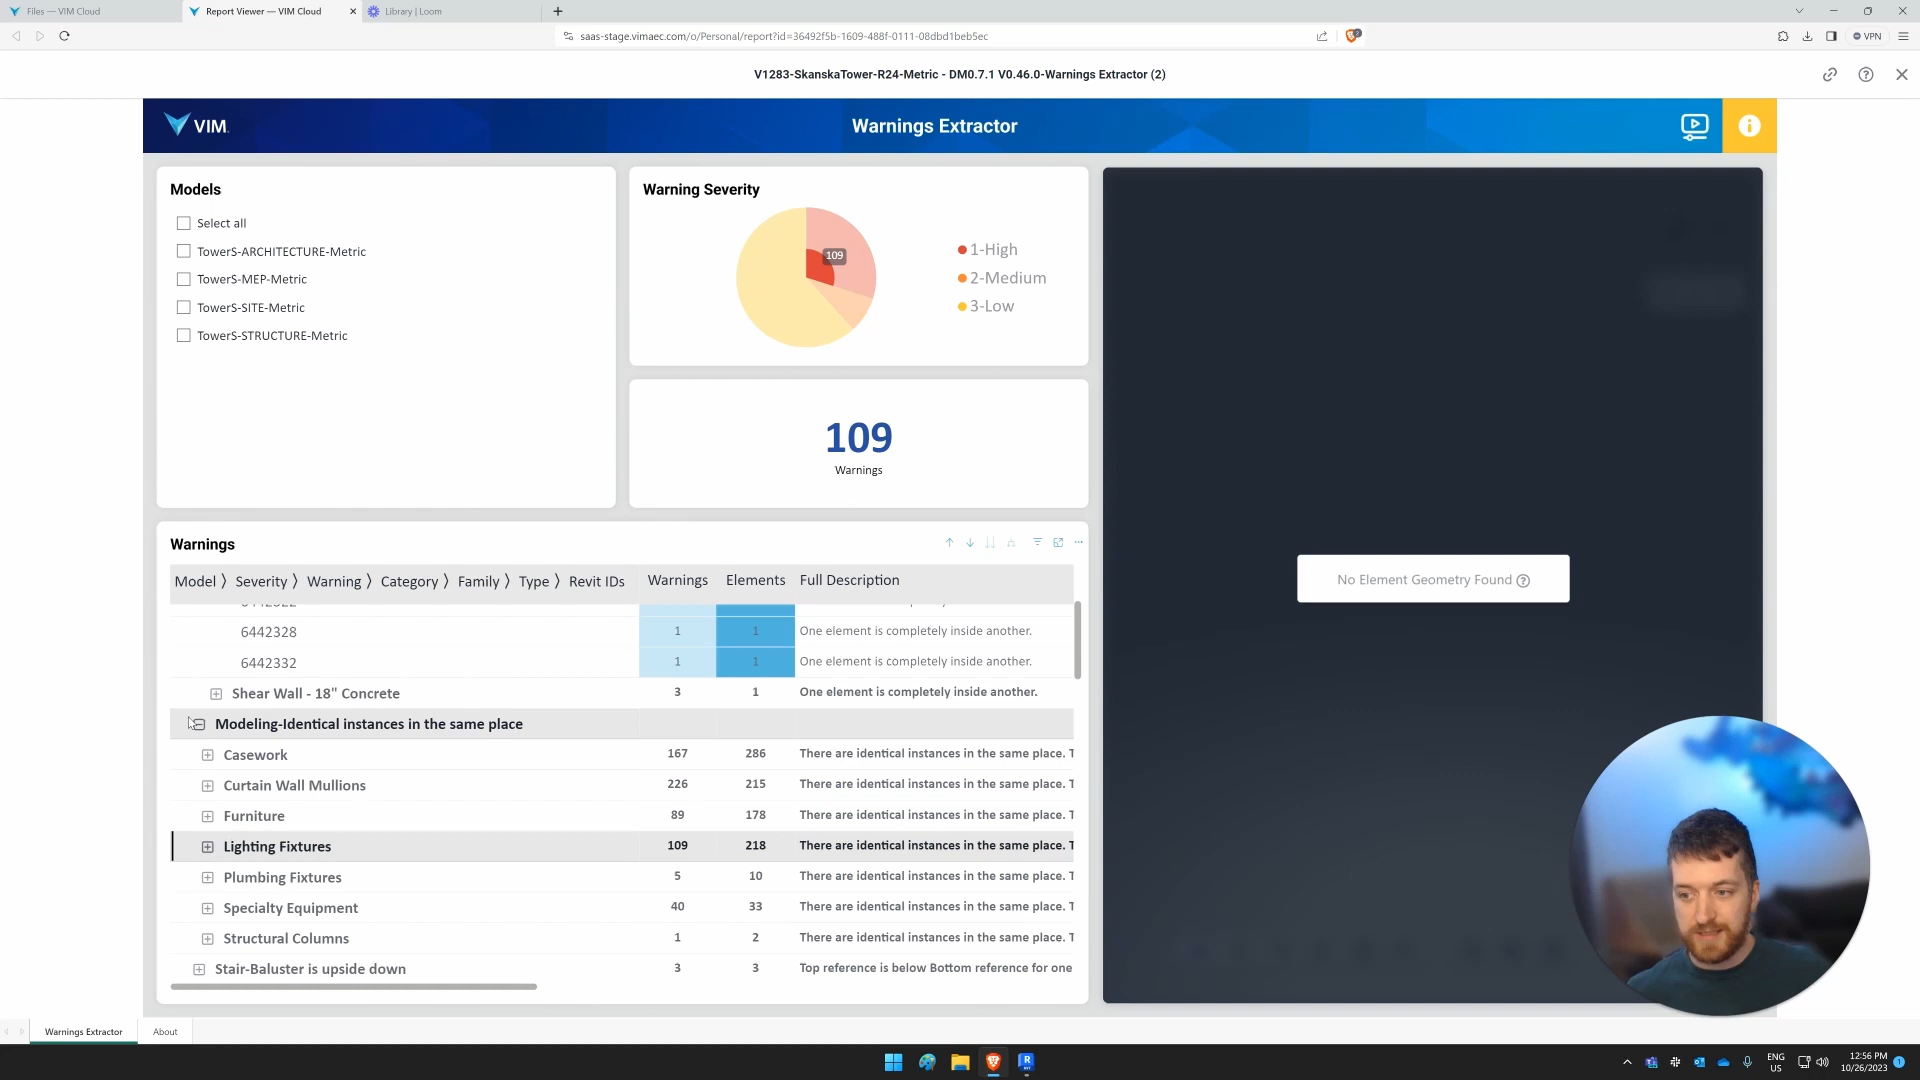 Files — VIM Cloud
Report Viewer — VIM Cloud
Library | Loom
saas-stage.vimaec.com/o/Personal/report?id=36492f5b-1609-488f-0111-08dbd1beb5ec
VPN
V1283-SkanskaTower-R24-Metric - DM0.7.1 V0.46.0-Warnings Extractor (2)
VIM
Warnings Extractor
Models
Select all
TowerS-ARCHITECTURE-Metric
TowerS-MEP-Metric
TowerS-SITE-Metric
TowerS-STRUCTURE-Metric
Warning Severity
109
1-High
2-Medium
3-Low
109
Warnings
No Element Geometry Found
Warnings
Model 〉 Severity 〉 Warning 〉 Category 〉 Family 〉 Type 〉 Revit IDs Warnings Elements Full Description
6442328 1 1 One element is completely inside another.
6442332 1 1 One element is completely inside another.
Shear Wall - 18" Concrete 3 1 One element is completely inside another.
Modeling-Identical instances in the same place
Casework 167 286 There are identical instances in the same place. T
Curtain Wall Mullions 226 215 There are identical instances in the same place. T
Furniture 89 178 There are identical instances in the same place. T
Lighting Fixtures 109 218 There are identical instances in the same place. T
Plumbing Fixtures 5 10 There are identical instances in the same place. T
Specialty Equipment 40 33 There are identical instances in the same place. T
Structural Columns 1 2 There are identical instances in the same place. T
Stair-Baluster is upside down 3 3 Top reference is below Bottom reference for one
Warnings Extractor
About
ENG
US
12:56 PM
10/26/2023
1